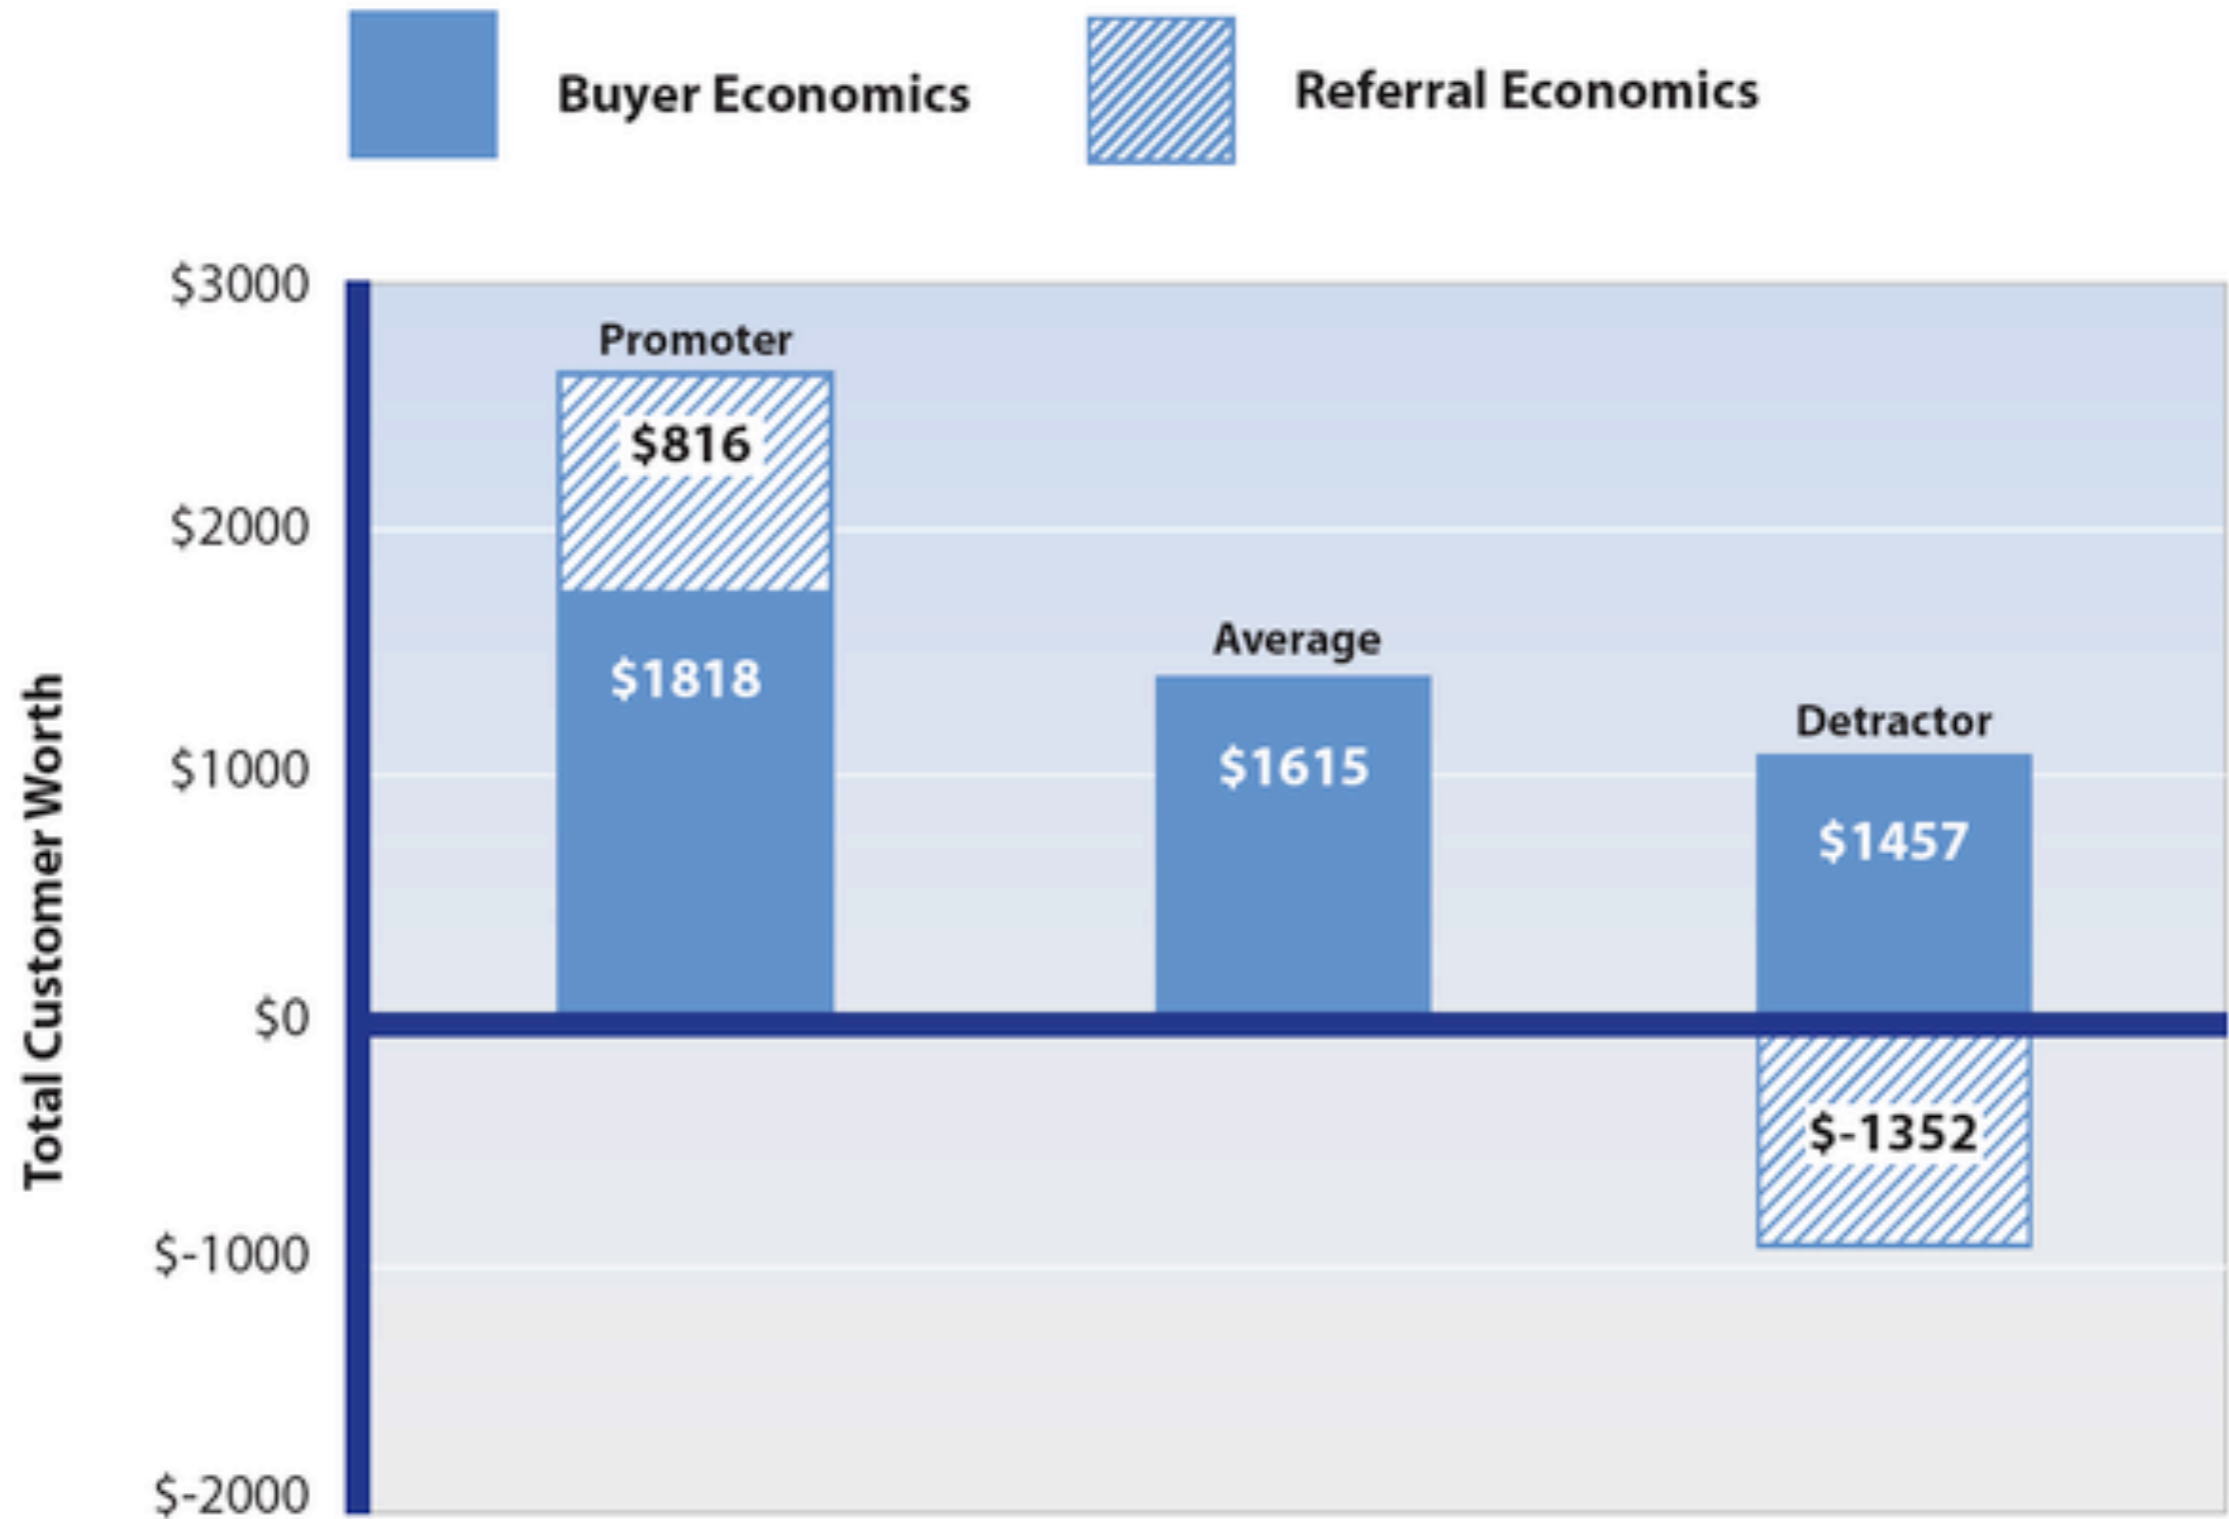 Buyer Economics
Referral Economics
$3000
Promoter
$816
$2000
$1818
Average
Detractor
$1000
$1615
$1457
$0
$-1352
$-1000
$-2000
Total Customer Worth